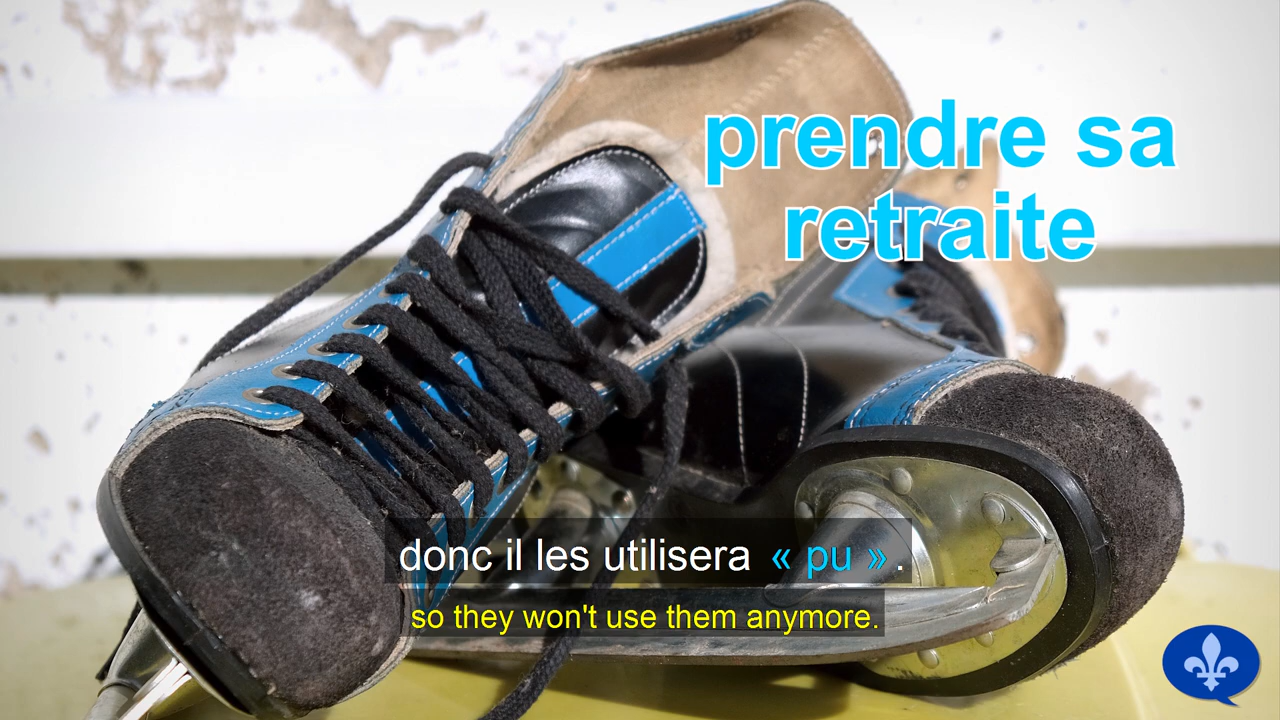 prendre sa
retraite
donc il les utilisera « pu ».
so they won't use them anymore.